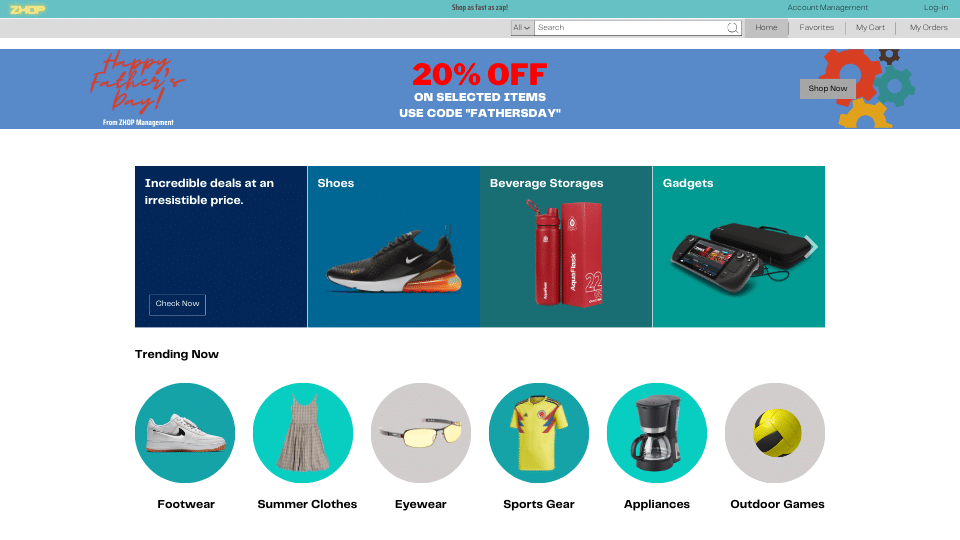 ZHOP
Shop as fast as zap!
Account Management
Log-in
All
Search
Home
Favorites
My Cart
My Orders
Happy
Father's
Day!
From ZHOP Management
20% OFF
ON SELECTED ITEMS
USE CODE "FATHERSDAY"
Shop Now
Incredible deals at an
irresistible price.
Check Now
Shoes
Beverage Storages
AquaFlask
22
Gadgets
Trending Now
Footwear
Summer Clothes
Eyewear
Sports Gear
Appliances
Outdoor Games